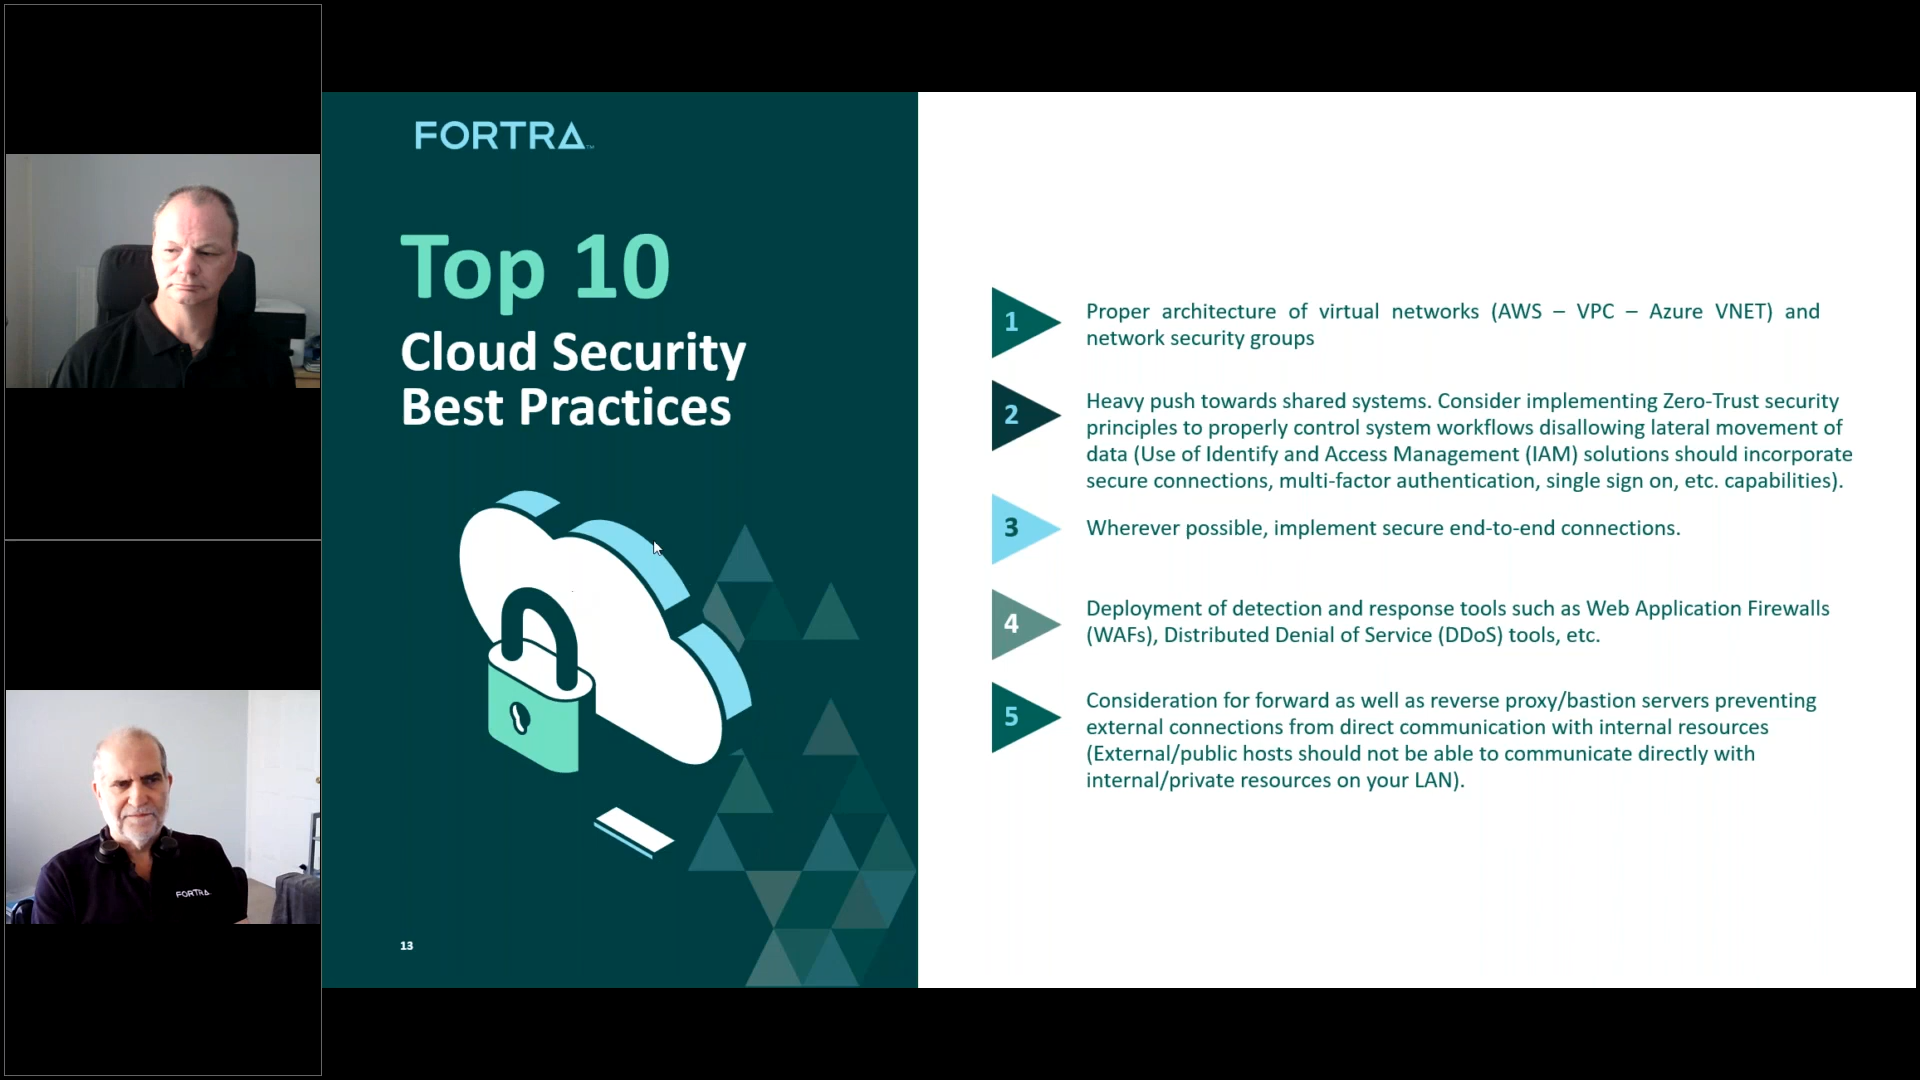 FORTRA™
Top 10
Cloud Security
Best Practices
13
1
Proper architecture of virtual networks (AWS – VPC – Azure VNET) and
network security groups
2
Heavy push towards shared systems. Consider implementing Zero-Trust security
principles to properly control system workflows disallowing lateral movement of
data (Use of Identify and Access Management (IAM) solutions should incorporate
secure connections, multi-factor authentication, single sign on, etc. capabilities).
3
Wherever possible, implement secure end-to-end connections.
4
Deployment of detection and response tools such as Web Application Firewalls
(WAFs), Distributed Denial of Service (DDoS) tools, etc.
5
Consideration for forward as well as reverse proxy/bastion servers preventing
external connections from direct communication with internal resources
(External/public hosts should not be able to communicate directly with
internal/private resources on your LAN).
FORTRA